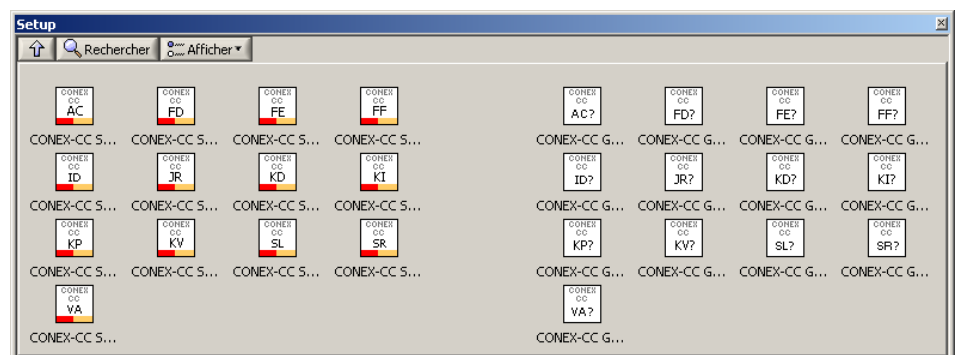 Setup
Rechercher Afficher
CONEX CC AC CONEX CC FD CONEX CC FE CONEX CC FF CONEX CC AC? CONEX CC FD? CONEX CC FE? CONEX CC FF?
CONEX-CC S... CONEX-CC S... CONEX-CC S... CONEX-CC S... CONEX-CC G... CONEX-CC G... CONEX-CC G... CONEX-CC G...
CONEX CC ID CONEX CC JR CONEX CC KD CONEX CC KI CONEX CC ID? CONEX CC JR? CONEX CC KD? CONEX CC KI?
CONEX-CC S... CONEX-CC S... CONEX-CC S... CONEX-CC S... CONEX-CC G... CONEX-CC G... CONEX-CC G... CONEX-CC G...
CONEX CC KP CONEX CC KV CONEX CC SL CONEX CC SR CONEX CC KP? CONEX CC KV? CONEX CC SL? CONEX CC SR?
CONEX-CC S... CONEX-CC S... CONEX-CC S... CONEX-CC S... CONEX-CC G... CONEX-CC G... CONEX-CC G... CONEX-CC G...
CONEX CC VA CONEX CC VA?
CONEX-CC S... CONEX-CC G...